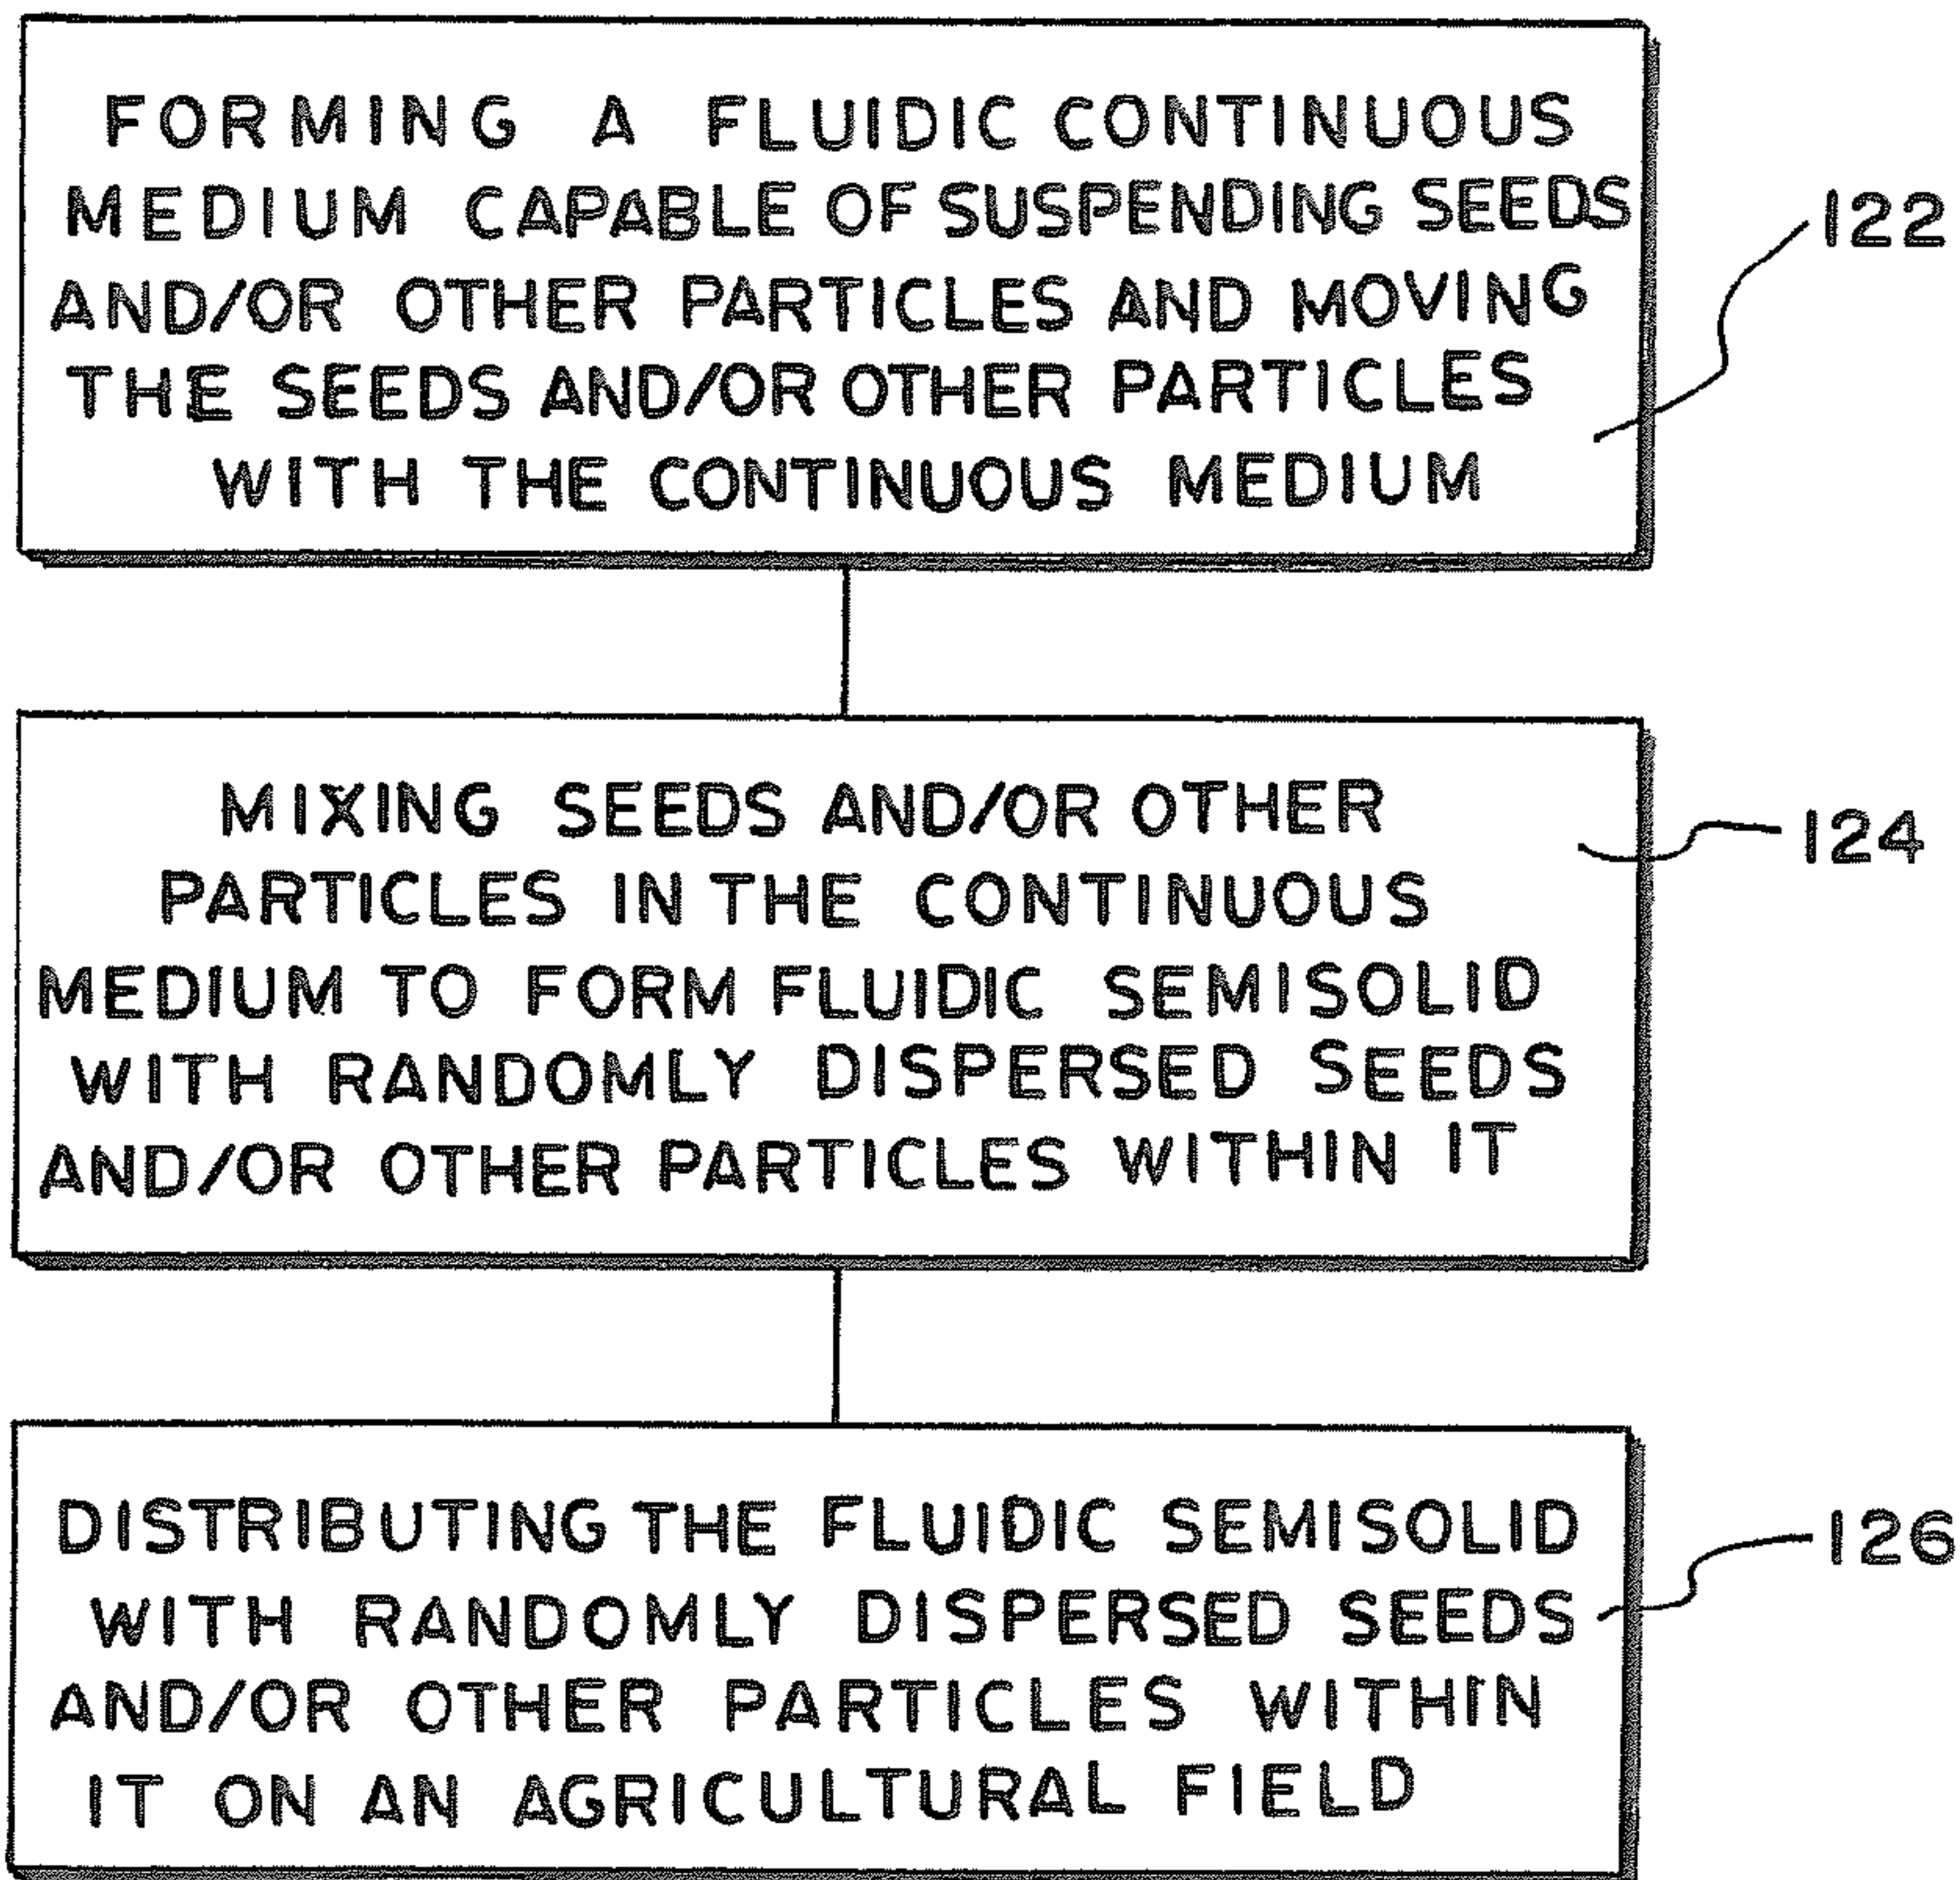 FORMING A FLUIDIC CONTINUOUS
MEDIUM CAPABLE OF SUSPENDING SEEDS
AND/OR OTHER PARTICLES AND MOVING
THE SEEDS AND/OR OTHER PARTICLES
WITH THE CONTINUOUS MEDIUM
122
MIXING SEEDS AND/OR OTHER
PARTICLES IN THE CONTINUOUS
MEDIUM TO FORM FLUIDIC SEMISOLID
WITH RANDOMLY DISPERSED SEEDS
AND/OR OTHER PARTICLES WITHIN IT
124
DISTRIBUTING THE FLUIDIC SEMISOLID
WITH RANDOMLY DISPERSED SEEDS
AND/OR OTHER PARTICLES WITHIN
IT ON AN AGRICULTURAL FIELD
126